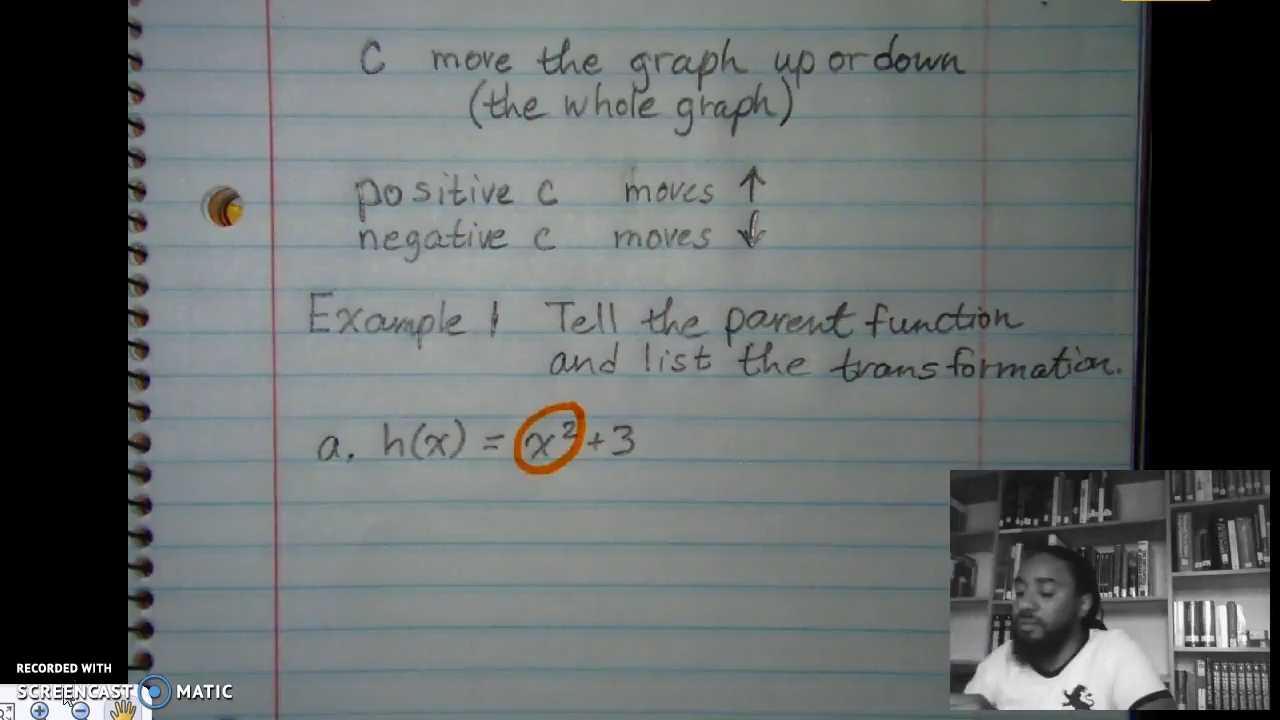 C move the graph up or down
(the whole graph)
positive c moves ↑
negative c moves ↓
Example 1 Tell the parent function
and list the transformation.
a. h(x) = x² + 3
RECORDED WITH
SCREENCAST MATIC